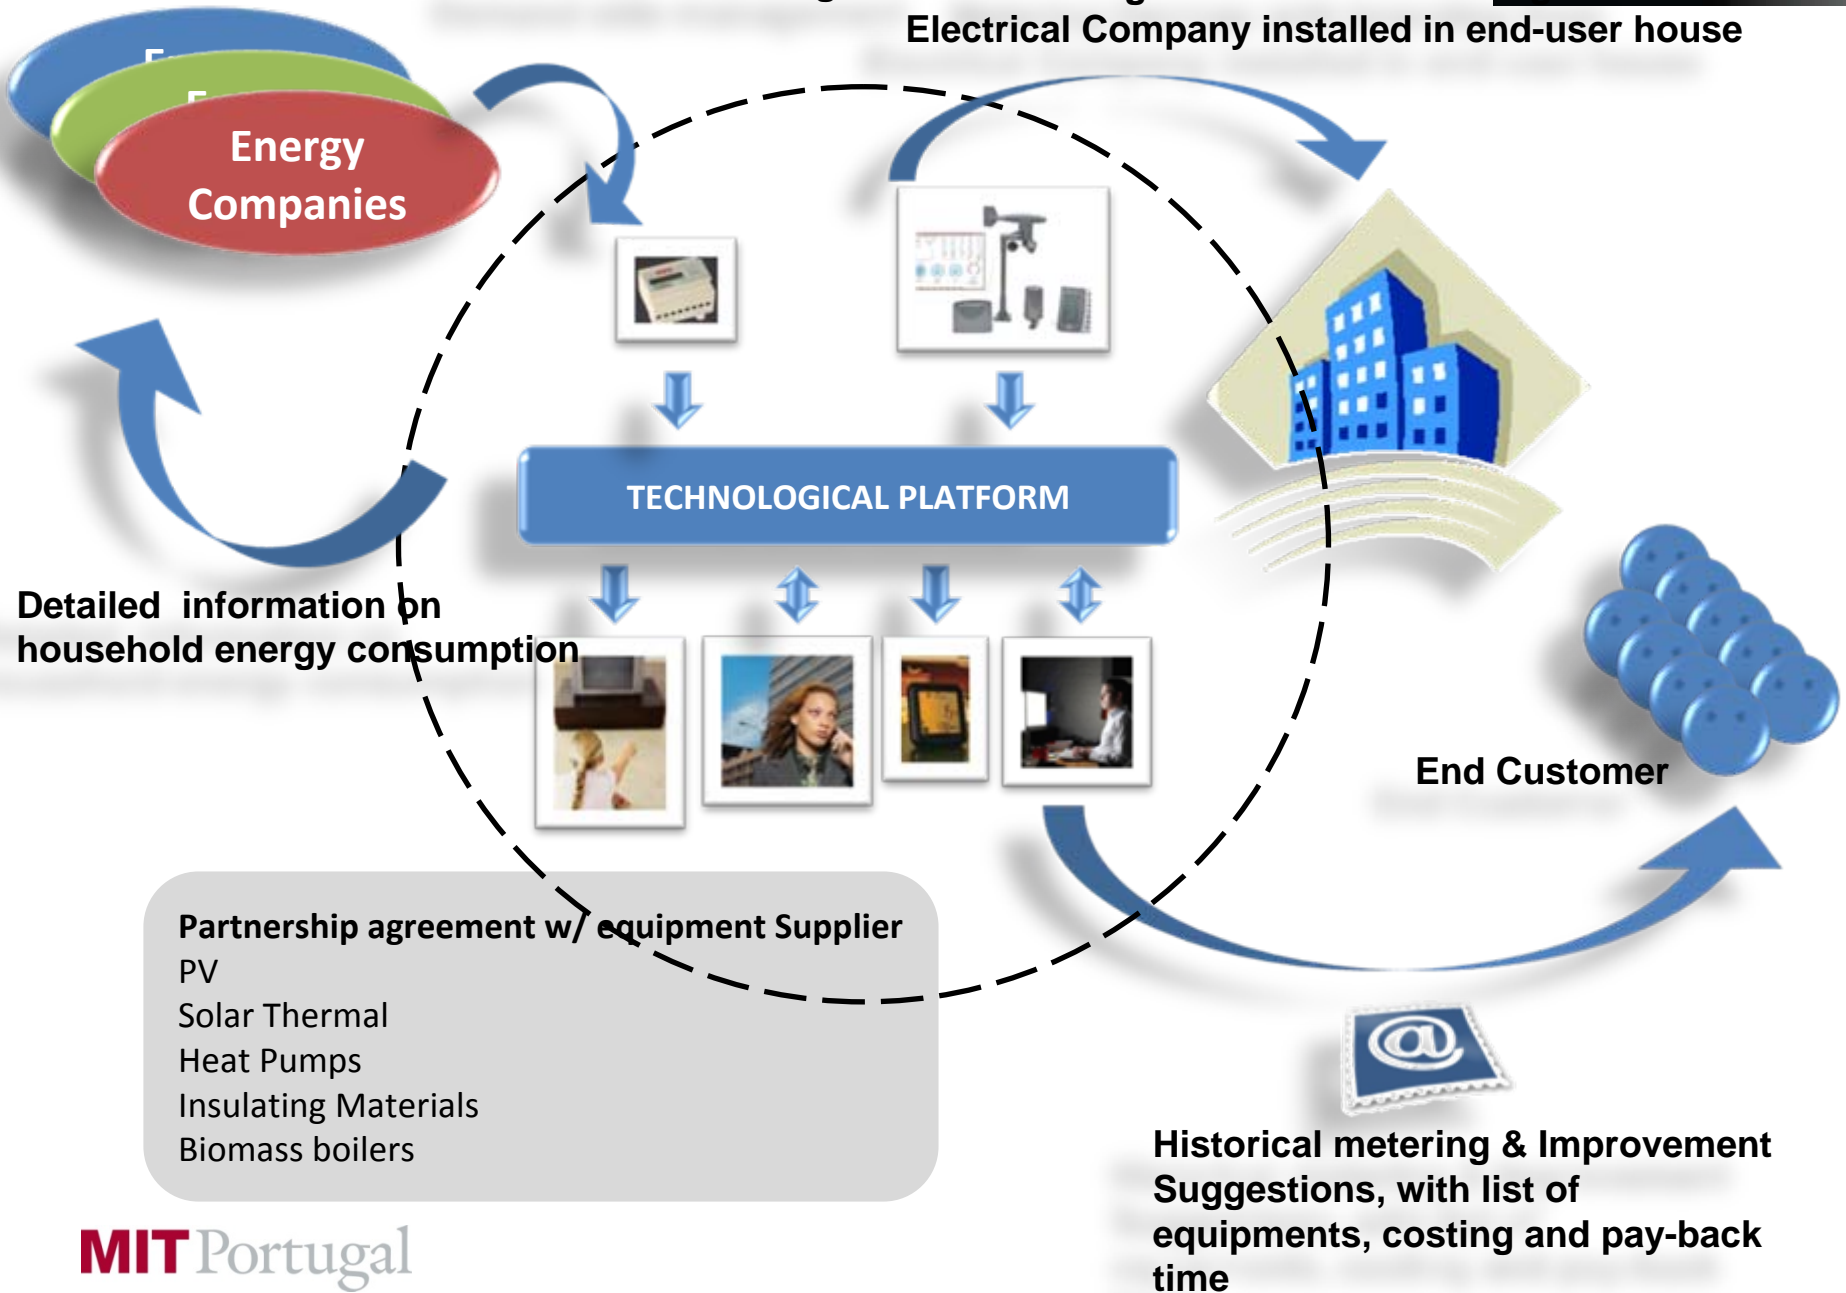 Electrical Company installed in end-user house
Energy
Companies
TECHNOLOGICAL PLATFORM
Detailed information on
household energy consumption
End Customer
Partnership agreement w/ equipment Supplier
PV
Solar Thermal
Heat Pumps
Insulating Materials
Biomass boilers
@
Historical metering & Improvement
Suggestions, with list of
equipments, costing and pay-back
time
MIT Portugal